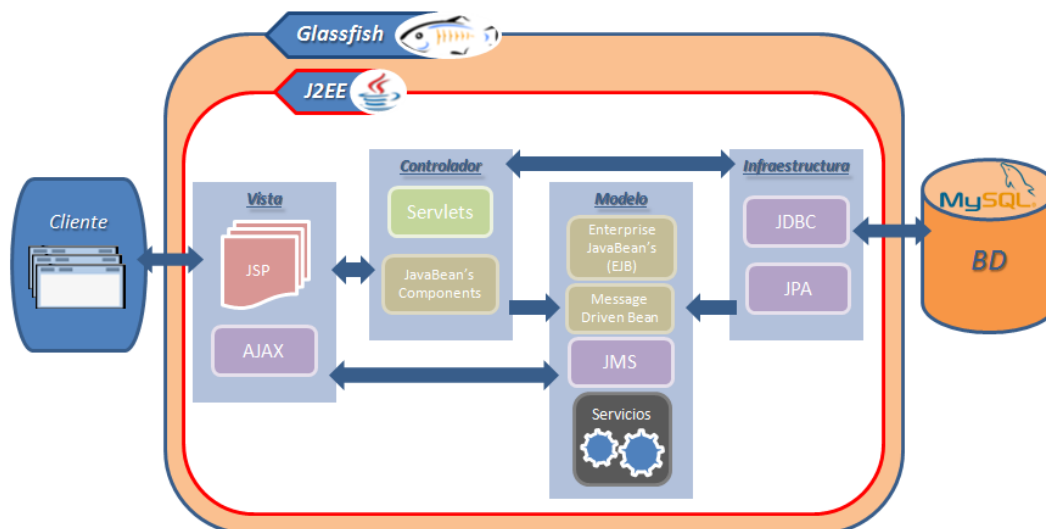 Glassfish
J2EE
Cliente
Vista
JSP
AJAX
Controlador
Servlets
JavaBean's
Components
Modelo
Enterprise
JavaBean's
(EJB)
Message
Driven Bean
JMS
Servicios
Infraestructura
JDBC
JPA
MySQL®
BD